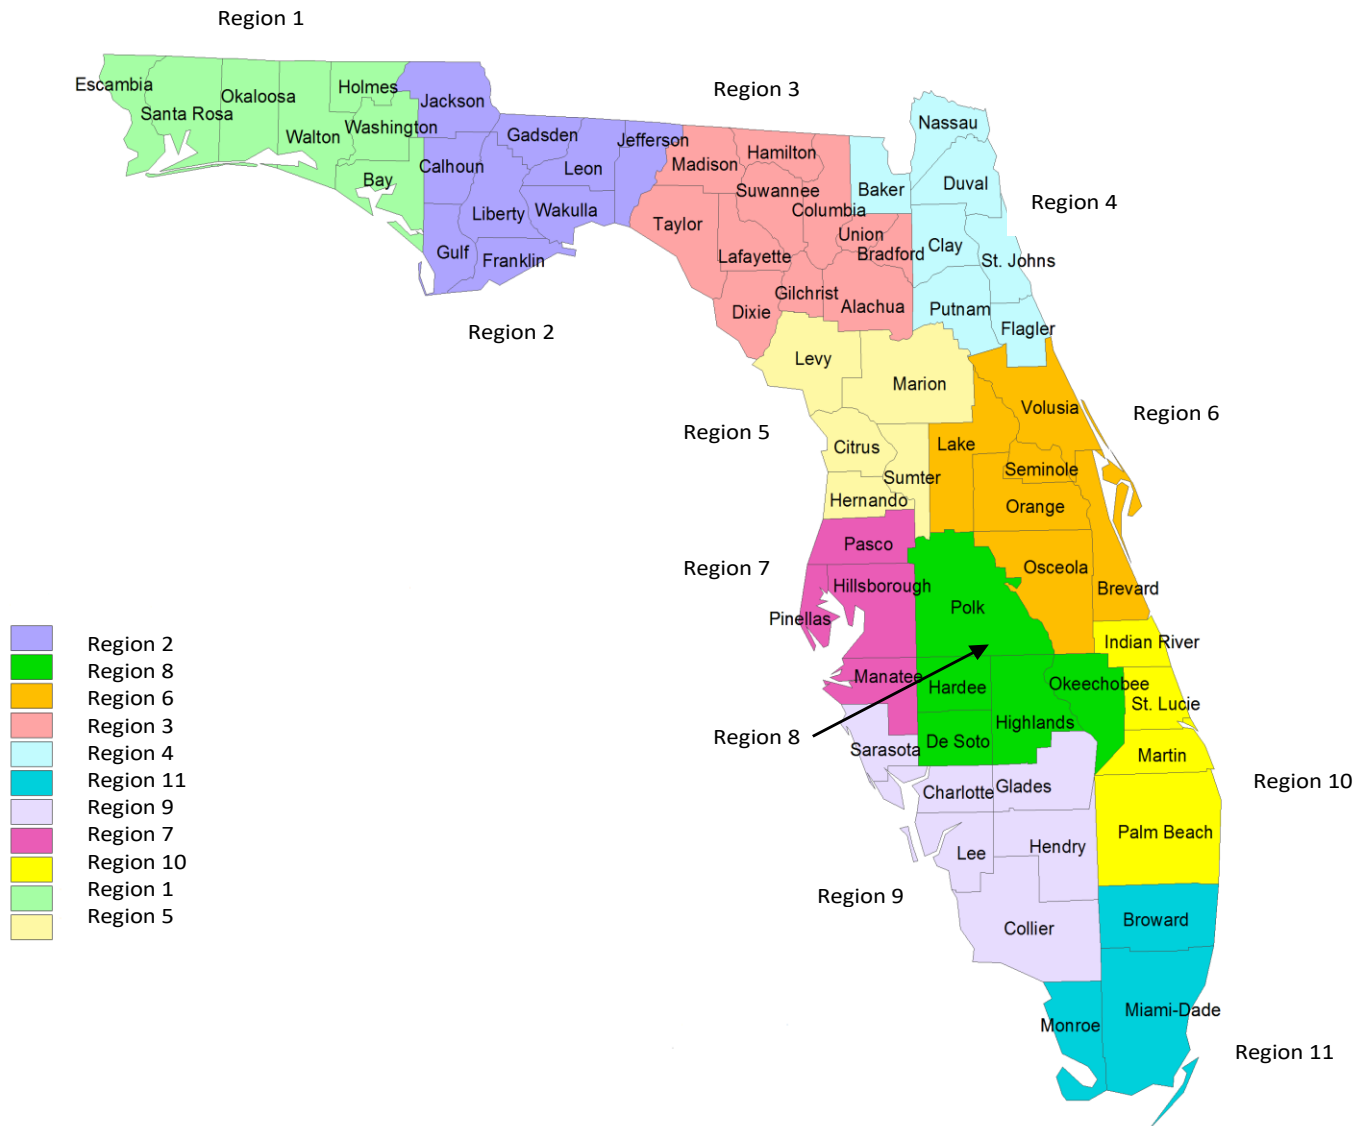 Region 1
Escambia
Santa Rosa
Okaloosa
Walton
Holmes
Washington
Bay
Jackson
Calhoun
Gulf
Liberty
Gadsden
Leon
Wakulla
Franklin
Jefferson
Region 2
Region 3
Madison
Taylor
Hamilton
Suwannee
Columbia
Lafayette
Dixie
Gilchrist
Union
Bradford
Alachua
Nassau
Baker
Duval
Clay
St. Johns
Putnam
Flagler
Region 4
Levy
Marion
Citrus
Sumter
Hernando
Region 5
Lake
Volusia
Seminole
Orange
Osceola
Brevard
Region 6
Pasco
Hillsborough
Pinellas
Manatee
Region 7
Polk
Hardee
De Soto
Highlands
Okeechobee
Region 8
Indian River
St. Lucie
Martin
Palm Beach
Region 10
Sarasota
Charlotte
Glades
Lee
Hendry
Collier
Region 9
Broward
Miami-Dade
Monroe
Region 11
Region 2
Region 8
Region 6
Region 3
Region 4
Region 11
Region 9
Region 7
Region 10
Region 1
Region 5